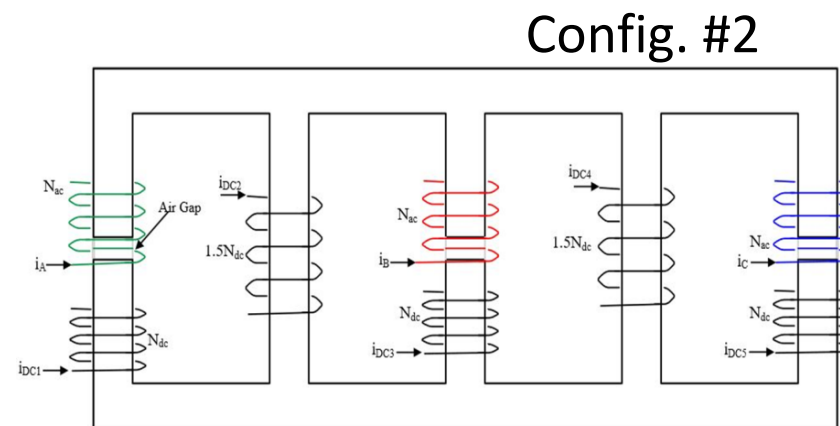 Config. #2
iDC2
iDC4
Nac
Air Gap
Nac
1.5Ndc
1.5Ndc
Nac
iA
iB
iC
Ndc
Ndc
Ndc
iDC1
iDC3
iDC5